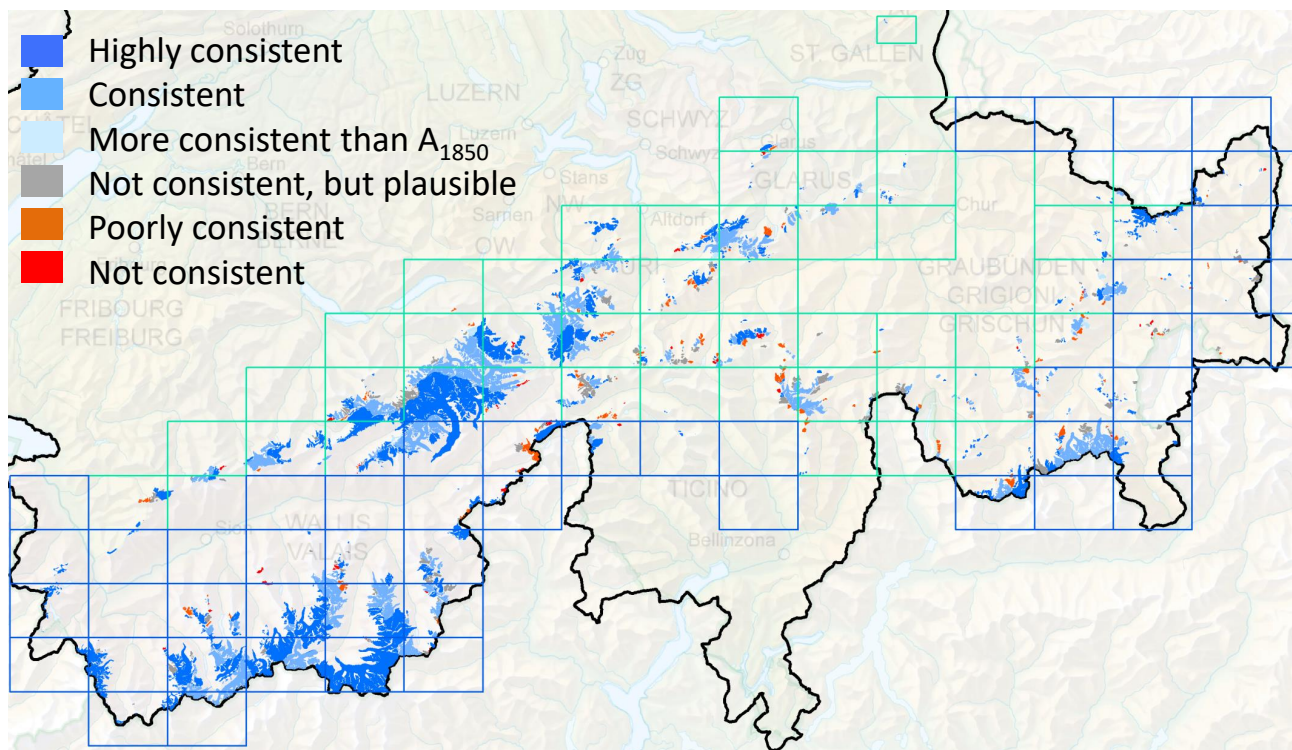 Highly consistent
Consistent
More consistent than A1850
Not consistent, but plausible
Poorly consistent
Not consistent
Solothurn
Zug
ZG
ST GALLEN
LUZERN
Luzern
SCHWYZ
Schwyz
Glarus
GLARUS
Bern
BERN
BERNE
Stans
NW
Sarnen
OW
Altdorf
URI
Chur
FRIBOURG
FREIBURG
GRAUBÜNDEN
GRIGIONI
GRISCHUN
Sion
WALLIS
VALAIS
TICINO
Bellinzona